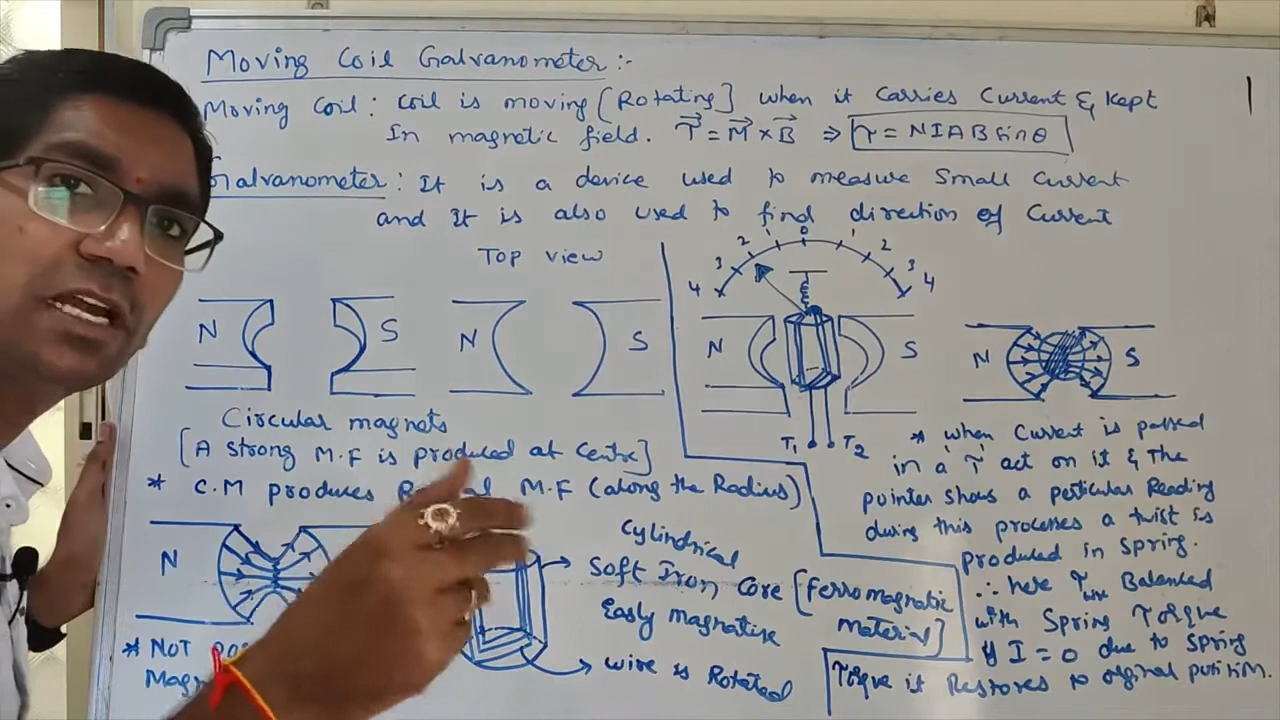 Moving Coil Galvanometer :-
1
Moving Coil : Coil is moving [Rotating] when it Carries Current & Kept
In magnetic field. τ = M × B ⇒ τ = NIAB Sinθ
Galvanometer : It is a device used to measure Small Current
and It is also used to find direction of Current
Top view
N S N S
Circular magnets
[A strong M.F is produced at Centre]
* C.M produces M.F (along the Radius)
N
* NOT
Cylindrical
Soft Iron Core [Ferromagnetic
material]
Easly magnetise
wire is Rotated
4 3 2 1 0 1 2 3 4
N S N S
T1 T2
* when Current is passed
in a τ act on it & The
pointer shows a perticular Reading
during this processes a twist is
produced in spring.
∴ here τ Balanced
with Spring Torque
if I = 0 due to spring
Torque it Restores to orginal position.